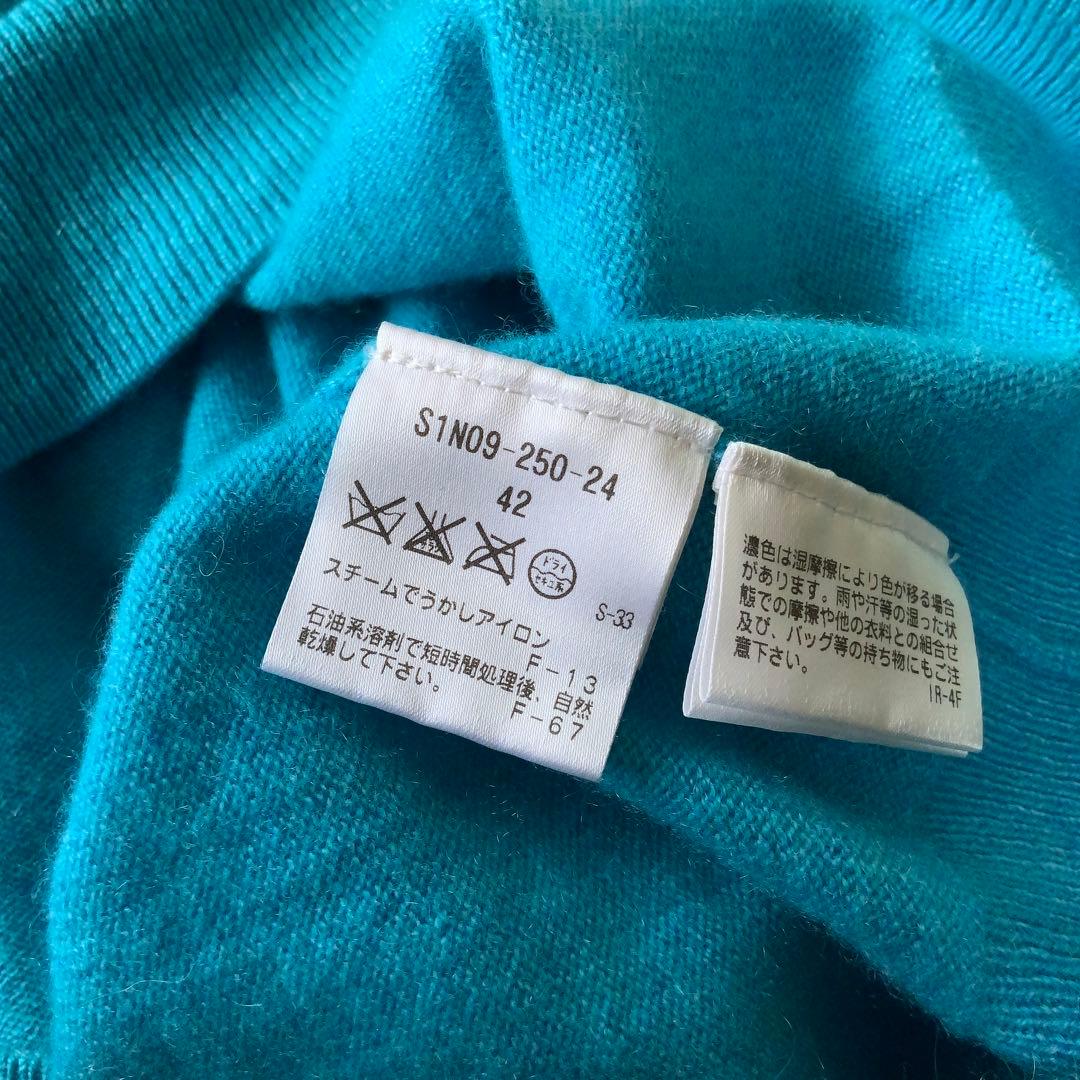 S1N09-250-24
42
ドライ
セキユ系
S-33
スチームでうかしアイロン
F-13
石油系溶剤で短時間処理後、自然
乾燥して下さい。
F-67
濃色は湿摩擦により色が移る場合
があります。雨や汗等の湿った状
態での摩擦や他の衣料との組合せ
及び、バッグ等の持ち物にもご注
意下さい。
IR-4F